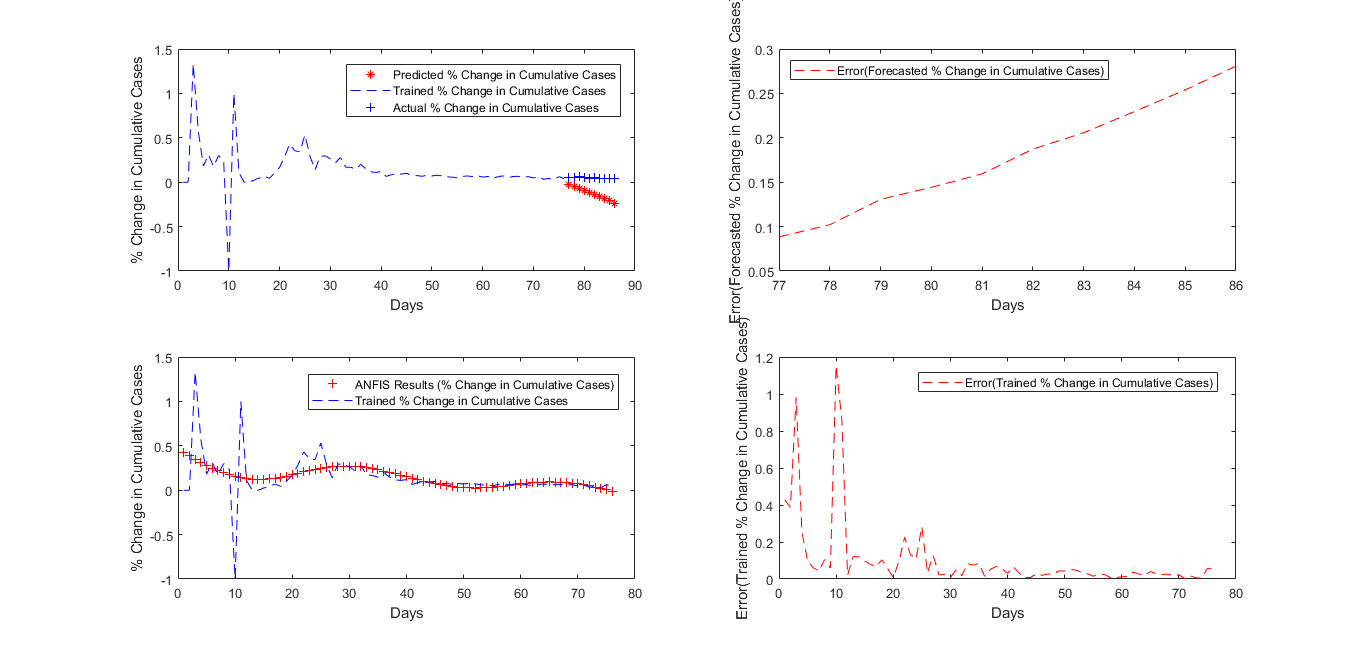 1.5
1
0.5
0
-0.5
-1
% Change in Cumulative Cases
Predicted % Change in Cumulative Cases
Trained % Change in Cumulative Cases
Actual % Change in Cumulative Cases
0 10 20 30 40 50 60 70 80 90
Days
0.3
0.25
0.2
0.15
0.1
0.05
Error(Forecasted % Change in Cumulative Cases)
Error(Forecasted % Change in Cumulative Cases)
77 78 79 80 81 82 83 84 85 86
Days
1.5
1
0.5
0
-0.5
-1
% Change in Cumulative Cases
ANFIS Results (% Change in Cumulative Cases)
Trained % Change in Cumulative Cases
0 10 20 30 40 50 60 70 80
Days
1.2
1
0.8
0.6
0.4
0.2
0
Error(Trained % Change in Cumulative Cases)
Error(Trained % Change in Cumulative Cases)
0 10 20 30 40 50 60 70 80
Days